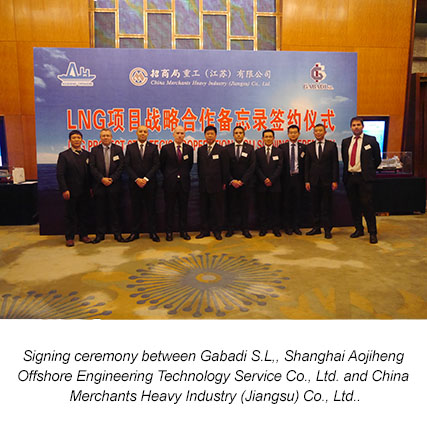 招商局重工（江苏）有限公司
China Merchants Heavy Industry (Jiangsu) Co., Ltd.
GABADI S.L.
LNG项目战略合作备忘录签约仪式
Signing ceremony between Gabadi S.L,, Shanghai Aojiheng
Offshore Engineering Technology Service Co., Ltd. and China
Merchants Heavy Industry (Jiangsu) Co., Ltd..